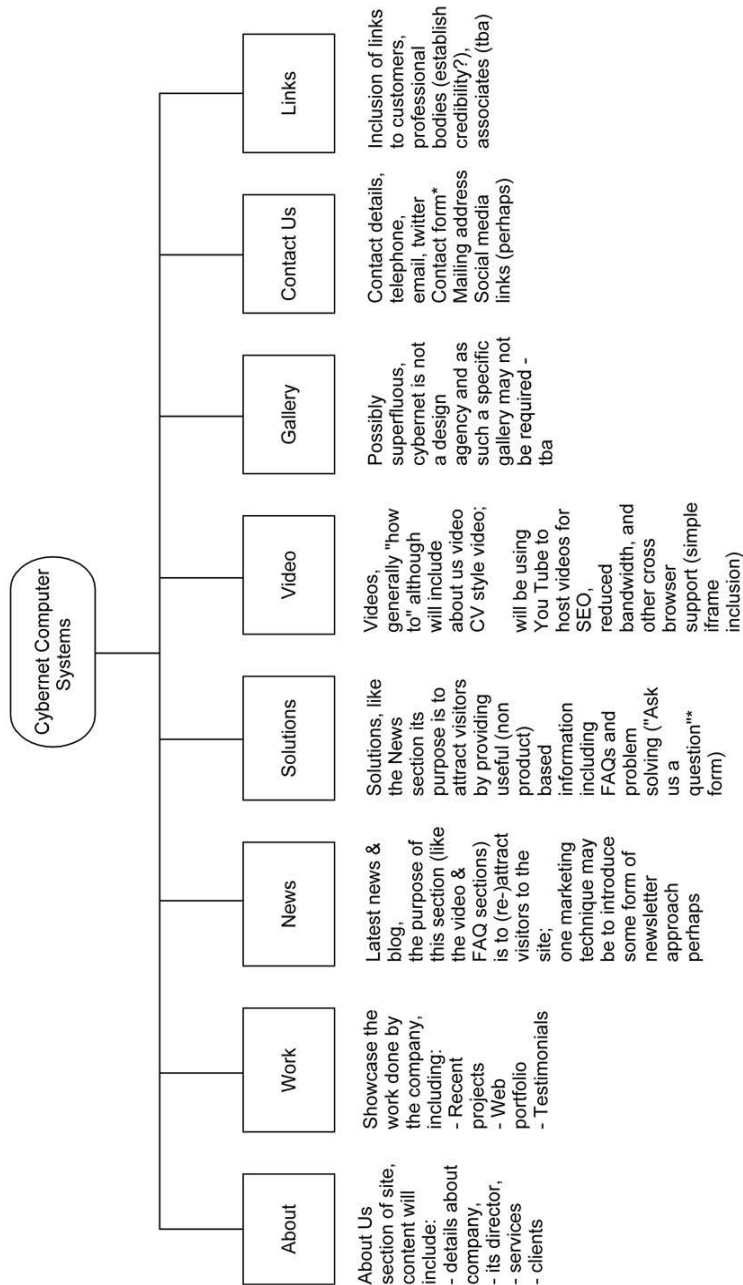 Cybernet Computer
Systems
About
About Us
section of site,
content will
include:
- details about
company,
- its director,
- services
- clients
Work
Showcase the
work done by
the company,
including:
- Recent
projects
- Web
portfolio
- Testimonials
News
Latest news &
blog,
the purpose of
this section (like
the video &
FAQ sections)
is to (re-)attract
visitors to the
site;
one marketing
technique may
be to introduce
some form of
newsletter
approach
perhaps
Solutions
Solutions, like
the News
section its
purpose is to
attract visitors
by providing
useful (non
product)
based
information
including
FAQs and
problem
solving ("Ask
us a
question"*
form)
Video
Videos,
generally "how
to" although
will include
about us video
CV style video;
will be using
You Tube to
host videos for
SEO,
reduced
bandwidth, and
other cross
browser
support (simple
iframe
inclusion)
Gallery
Possibly
superfluous,
cybernet is not
a design
agency and as
such a specific
gallery may not
be required -
tba
Contact Us
Contact details,
telephone,
email, twitter
Contact form*
Mailing address
Social media
links (perhaps)
Links
Inclusion of links
to customers,
professional
bodies (establish
credibility?),
associates (tba)